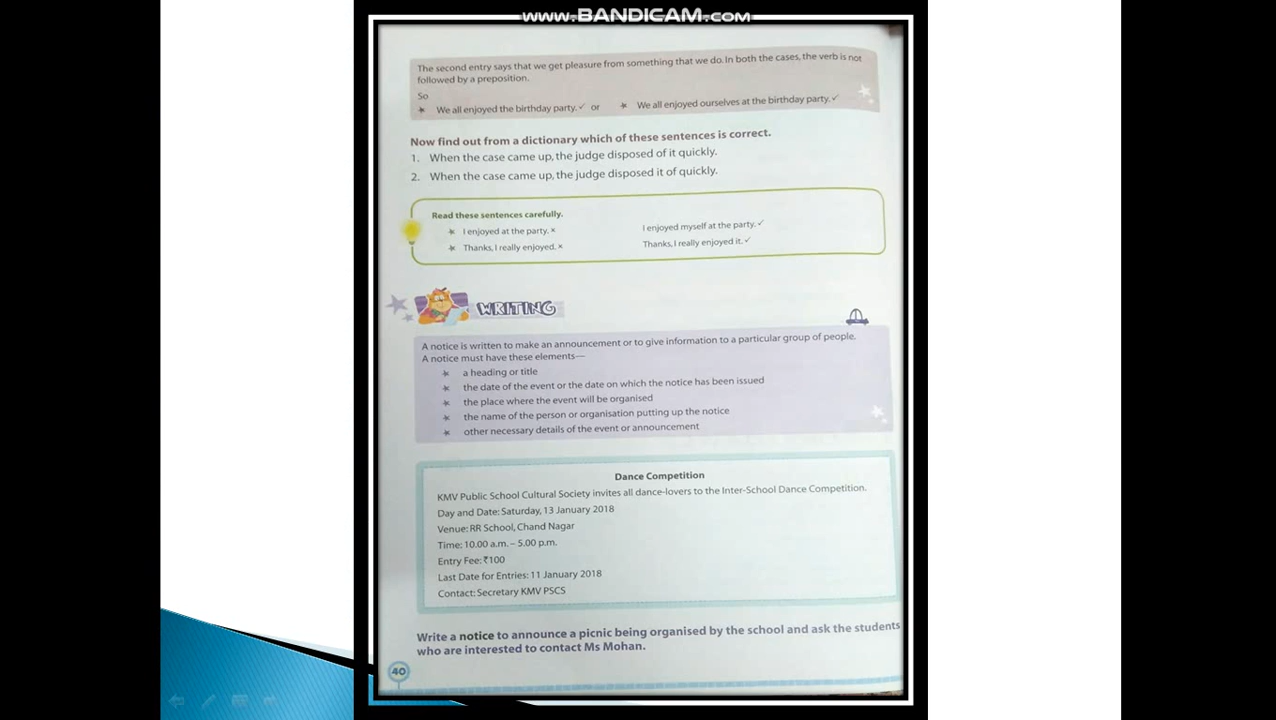 www.BANDICAM.com
The second entry says that we get pleasure from something that we do. In both the cases, the verb is not
followed by a preposition.
So
* We all enjoyed the birthday party. ✓ or * We all enjoyed ourselves at the birthday party. ✓
Now find out from a dictionary which of these sentences is correct.
1. When the case came up, the judge disposed of it quickly.
2. When the case came up, the judge disposed it of quickly.
Read these sentences carefully.
* I enjoyed at the party. × I enjoyed myself at the party. ✓
* Thanks, I really enjoyed. × Thanks, I really enjoyed it. ✓
WRITING
A notice is written to make an announcement or to give information to a particular group of people.
A notice must have these elements—
* a heading or title
* the date of the event or the date on which the notice has been issued
* the place where the event will be organised
* the name of the person or organisation putting up the notice
* other necessary details of the event or announcement
Dance Competition
KMV Public School Cultural Society invites all dance-lovers to the Inter-School Dance Competition.
Day and Date: Saturday, 13 January 2018
Venue: RR School, Chand Nagar
Time: 10.00 a.m. – 5.00 p.m.
Entry Fee: ₹100
Last Date for Entries: 11 January 2018
Contact: Secretary KMV PSCS
Write a notice to announce a picnic being organised by the school and ask the students
who are interested to contact Ms Mohan.
40